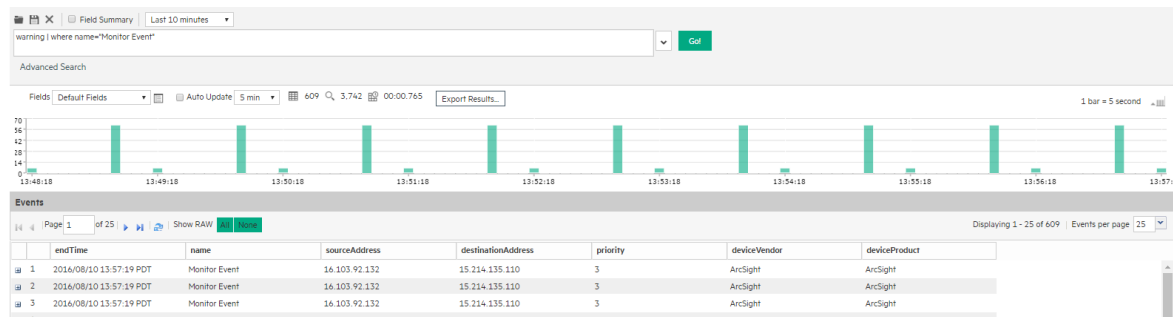 Field Summary Last 10 minutes
warning | where name="Monitor Event"
Go!
Advanced Search
Fields Default Fields Auto Update 5 min 609 3,742 00:00.765 Export Results... 1 bar = 5 second
70
56
42
28
14
0
13:48:18 13:49:18 13:50:18 13:51:18 13:52:18 13:53:18 13:54:18 13:55:18 13:56:18 13:57:
Events
Page 1 of 25 Show RAW All None Displaying 1 - 25 of 609 Events per page 25
endTime name sourceAddress destinationAddress priority deviceVendor deviceProduct
1 2016/08/10 13:57:19 PDT Monitor Event 16.103.92.132 15.214.135.110 3 ArcSight ArcSight
2 2016/08/10 13:57:19 PDT Monitor Event 16.103.92.132 15.214.135.110 3 ArcSight ArcSight
3 2016/08/10 13:57:19 PDT Monitor Event 16.103.92.132 15.214.135.110 3 ArcSight ArcSight